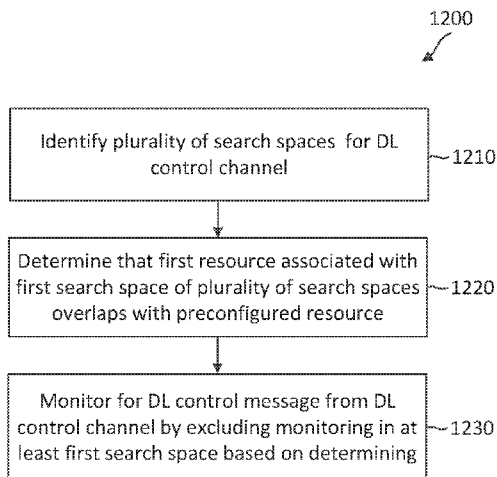 1200
Identify plurality of search spaces for DL
control channel
1210
Determine that first resource associated with
first search space of plurality of search spaces
overlaps with preconfigured resource
1220
Monitor for DL control message from DL
control channel by excluding monitoring in at
least first search space based on determining
1230